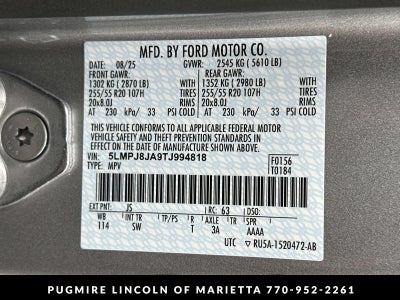 MFD. BY FORD MOTOR CO.
08/25 GVWR: 2545 KG ( 5610 LB)
FRONT GAWR: REAR GAWR:
1302 KG ( 2870 LB) 1352 KG ( 2980 LB) WITH
255/55 R20 107H 255/55 R20 107H TIRES
20x8.0J 20x8.0J RIMS
AT 230 kPa/ 33 PSI COLD AT 230 kPa/ 33 PSI COLD
THIS VEHICLE CONFORMS TO ALL APPLICABLE FEDERAL MOTOR
VEHICLE SAFETY AND THEFT PREVENTION STANDARDS IN
EFFECT ON THE DATE OF MANUFACTURE SHOWN ABOVE.
VIN: 5LMPJ8JA9TJ994818 F0156
TYPE: MPV T0184
EXT PNT: JS RC: 63 DSO:
WB INT TR TP/PS R AXLE TR SPR
114 SW T 3A AAAA
UTC RU5A-1520472-AB
PUGMIRE LINCOLN OF MARIETTA 770-952-2261